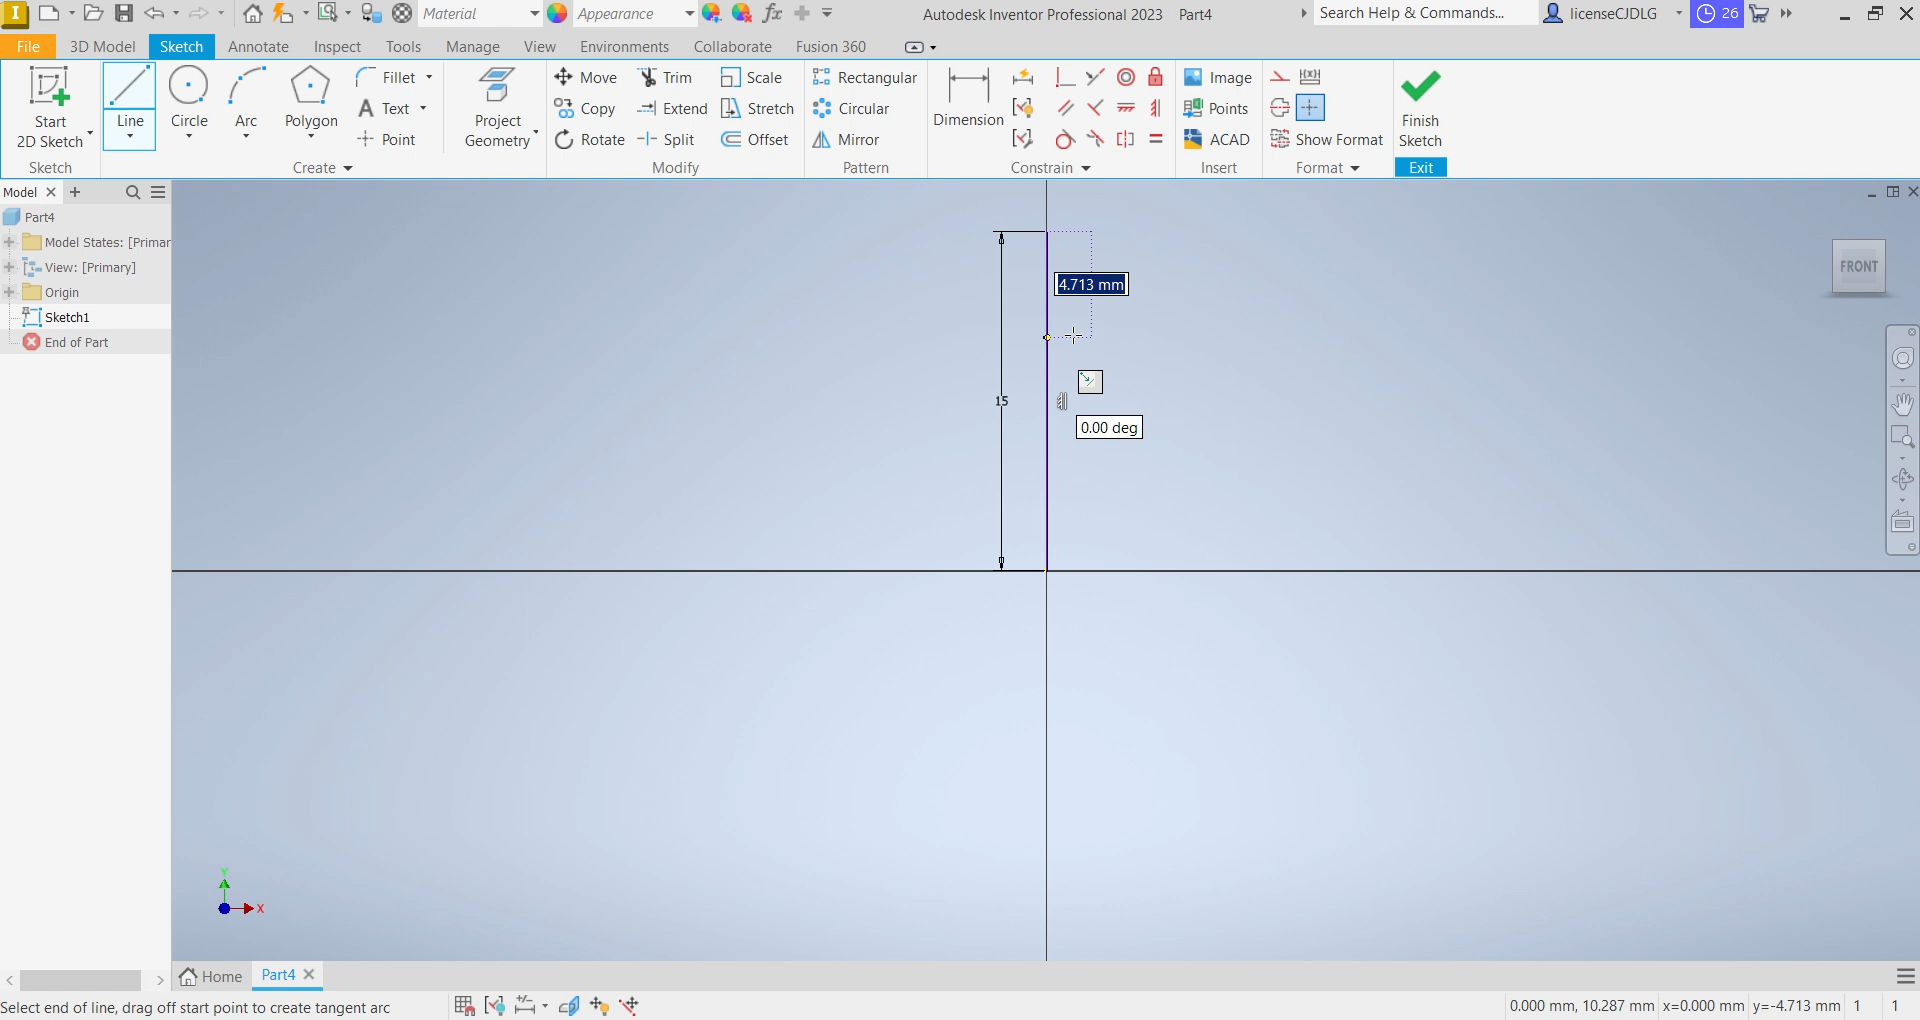 I Material Appearance fx Autodesk Inventor Professional 2023 Part4 Search Help & Commands... licenseCJDLG 26
File 3D Model Sketch Annotate Inspect Tools Manage View Environments Collaborate Fusion 360
Start
2D Sketch
Line
Circle
Arc
Polygon
Fillet
Text
Point
Project
Geometry
Move
Copy
Rotate
Trim
Extend
Split
Scale
Stretch
Offset
Rectangular
Circular
Mirror
Dimension
Image
Points
ACAD
Show Format
Finish
Sketch
Sketch Create Modify Pattern Constrain Insert Format Exit
Model
Part4
Model States: [Primar
View: [Primary]
Origin
Sketch1
End of Part
FRONT
4.713 mm
15
0.00 deg
Y
X
Home Part4
Select end of line, drag off start point to create tangent arc
0.000 mm, 10.287 mm x=0.000 mm y=-4.713 mm 1 1